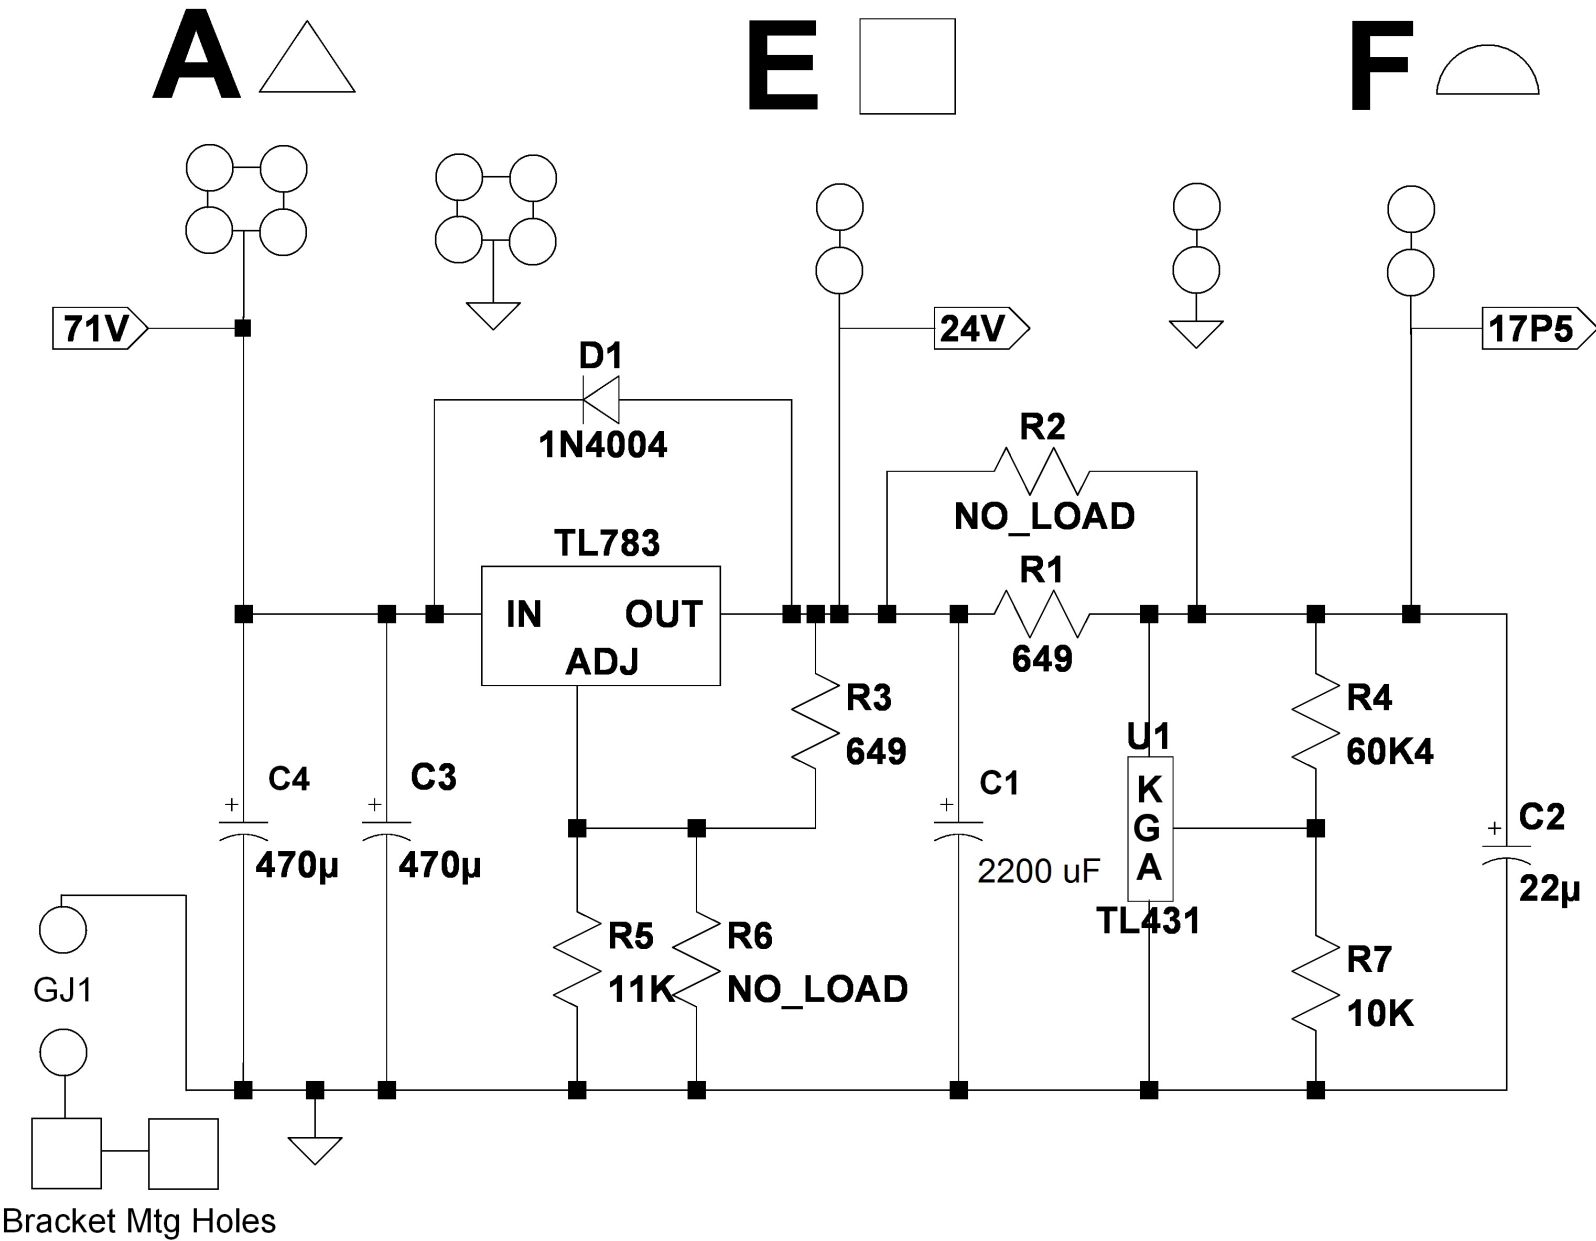 A
E
F
71V
24V
17P5
D1
1N4004
R2
NO_LOAD
TL783
IN
OUT
ADJ
R1
649
R3
649
R4
60K4
U1
K
G
A
TL431
C4
+
470µ
C3
+
470µ
C1
+
2200 uF
C2
+
22µ
R5
11K
R6
NO_LOAD
R7
10K
GJ1
Bracket Mtg Holes